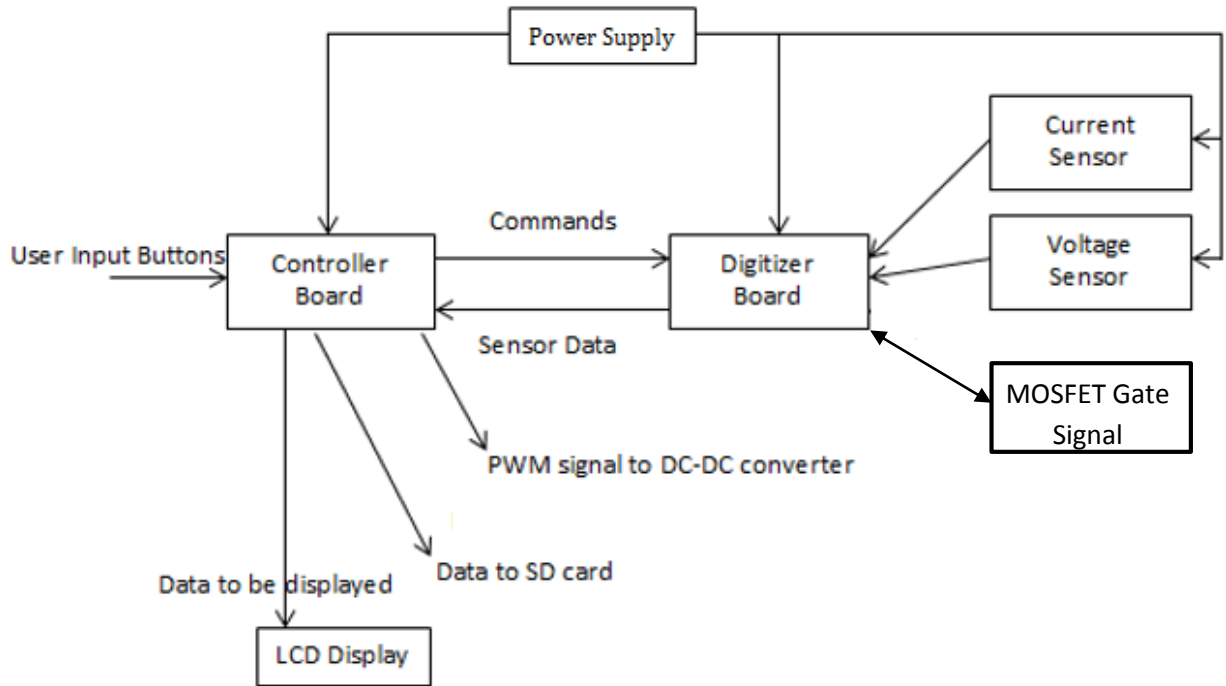 Power Supply
Current
Sensor
Commands
User Input Buttons
Controller
Board
Digitizer
Board
Voltage
Sensor
Sensor Data
MOSFET Gate
Signal
PWM signal to DC-DC converter
Data to SD card
Data to be displayed
LCD Display